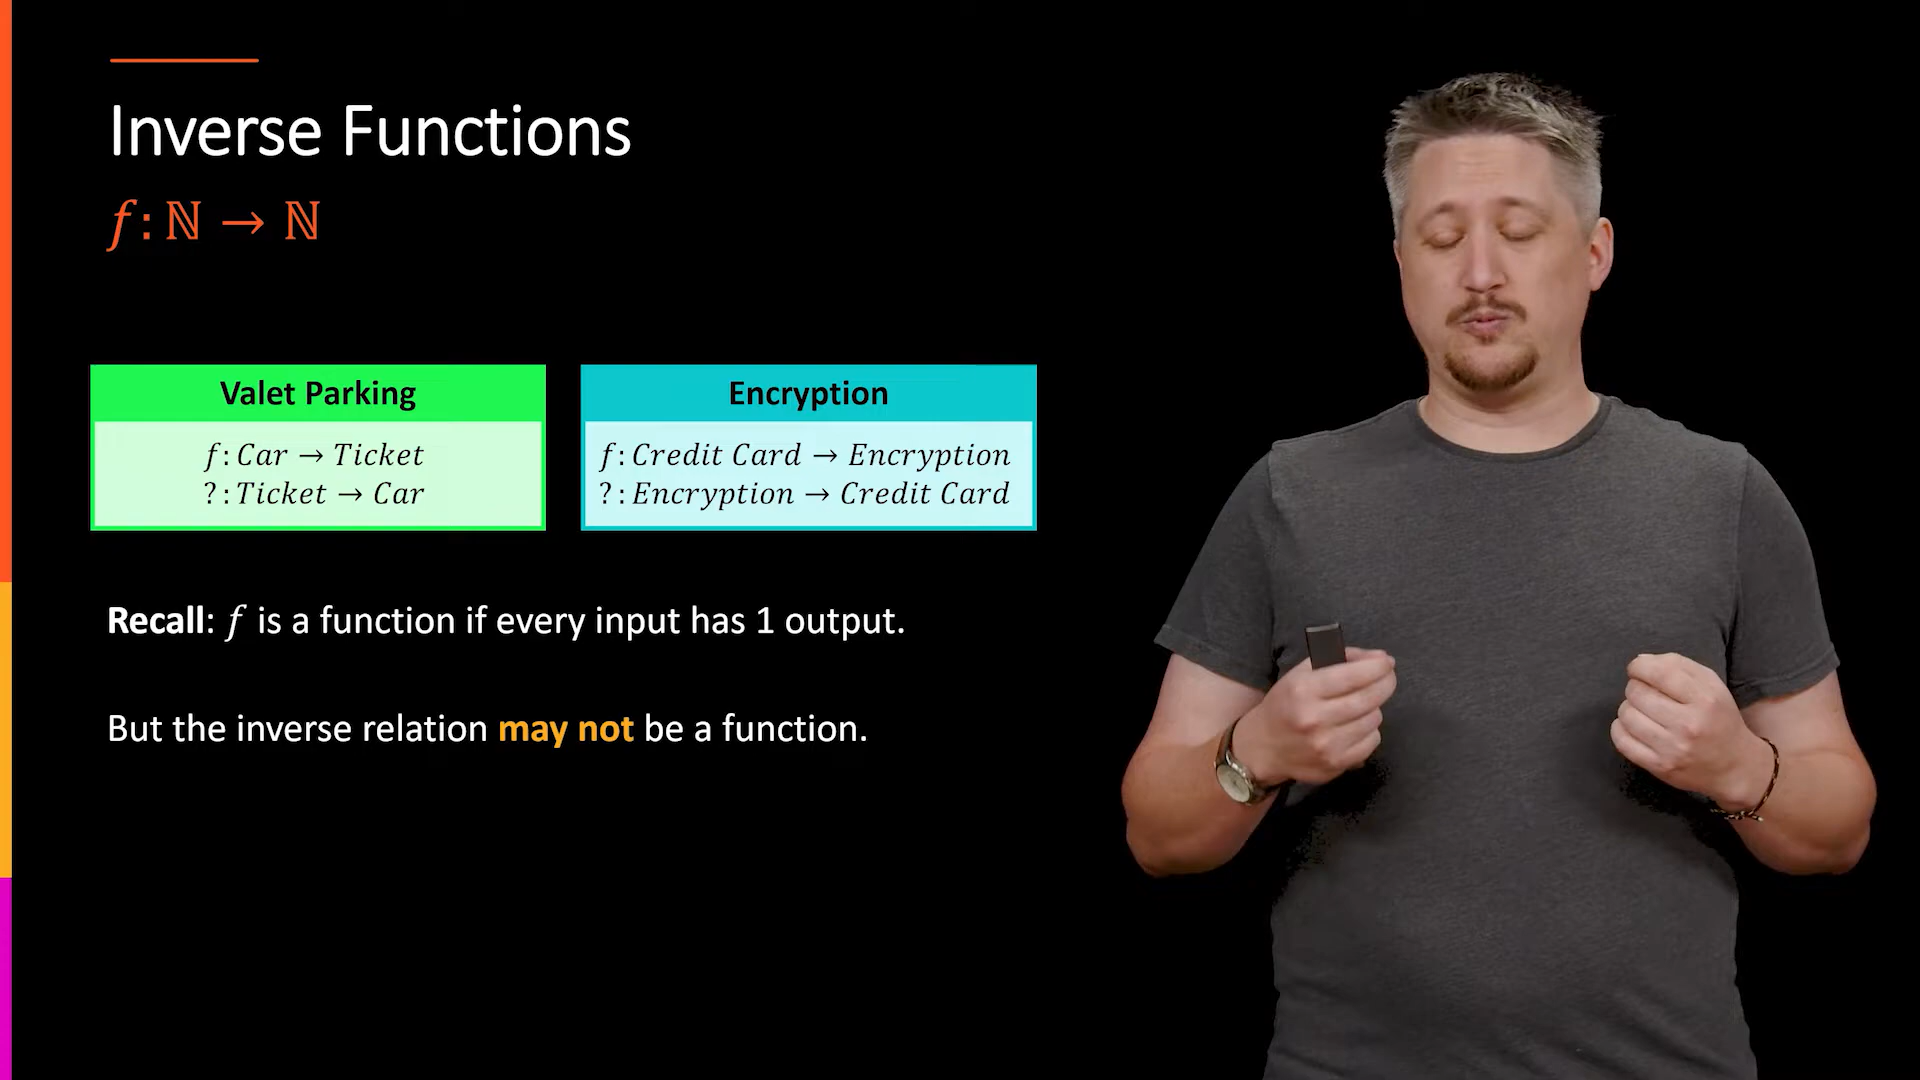 Inverse Functions
f: ℕ → ℕ
Valet Parking
f: Car → Ticket
?: Ticket → Car
Encryption
f: Credit Card → Encryption
?: Encryption → Credit Card
Recall: f is a function if every input has 1 output.
But the inverse relation may not be a function.